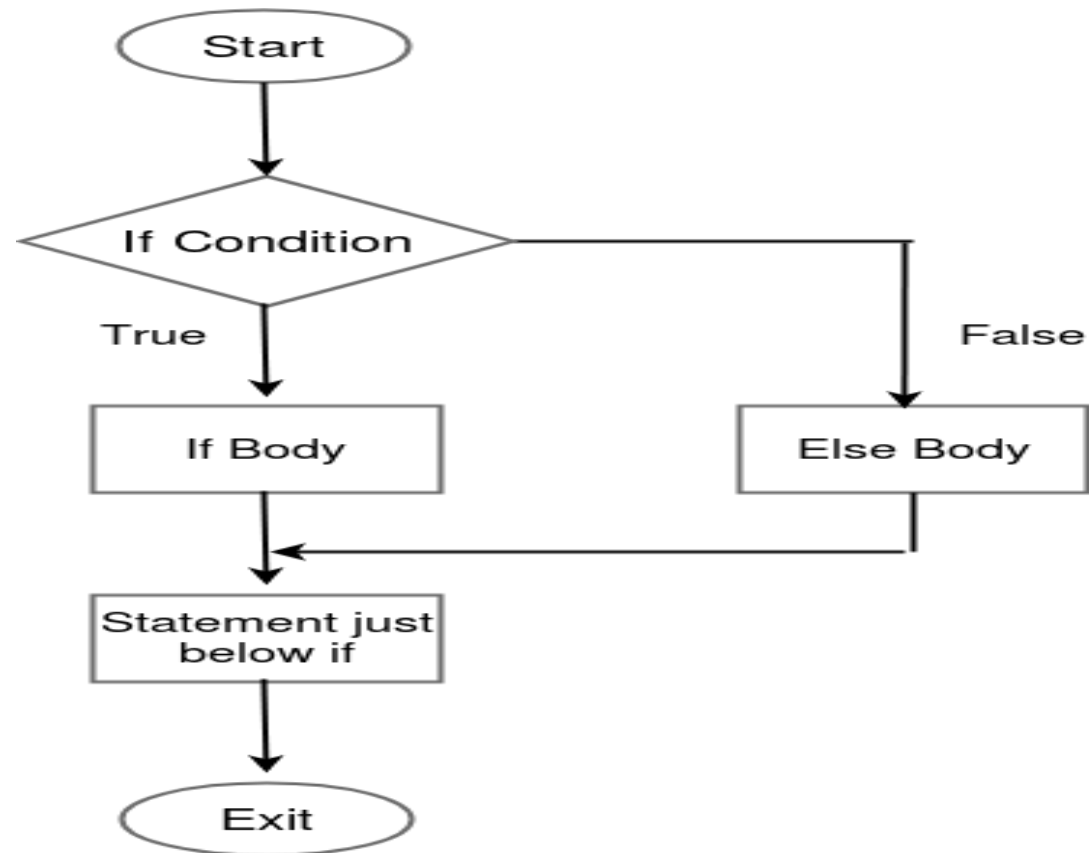 Start
If Condition
True
False
If Body
Else Body
Statement just
below if
Exit